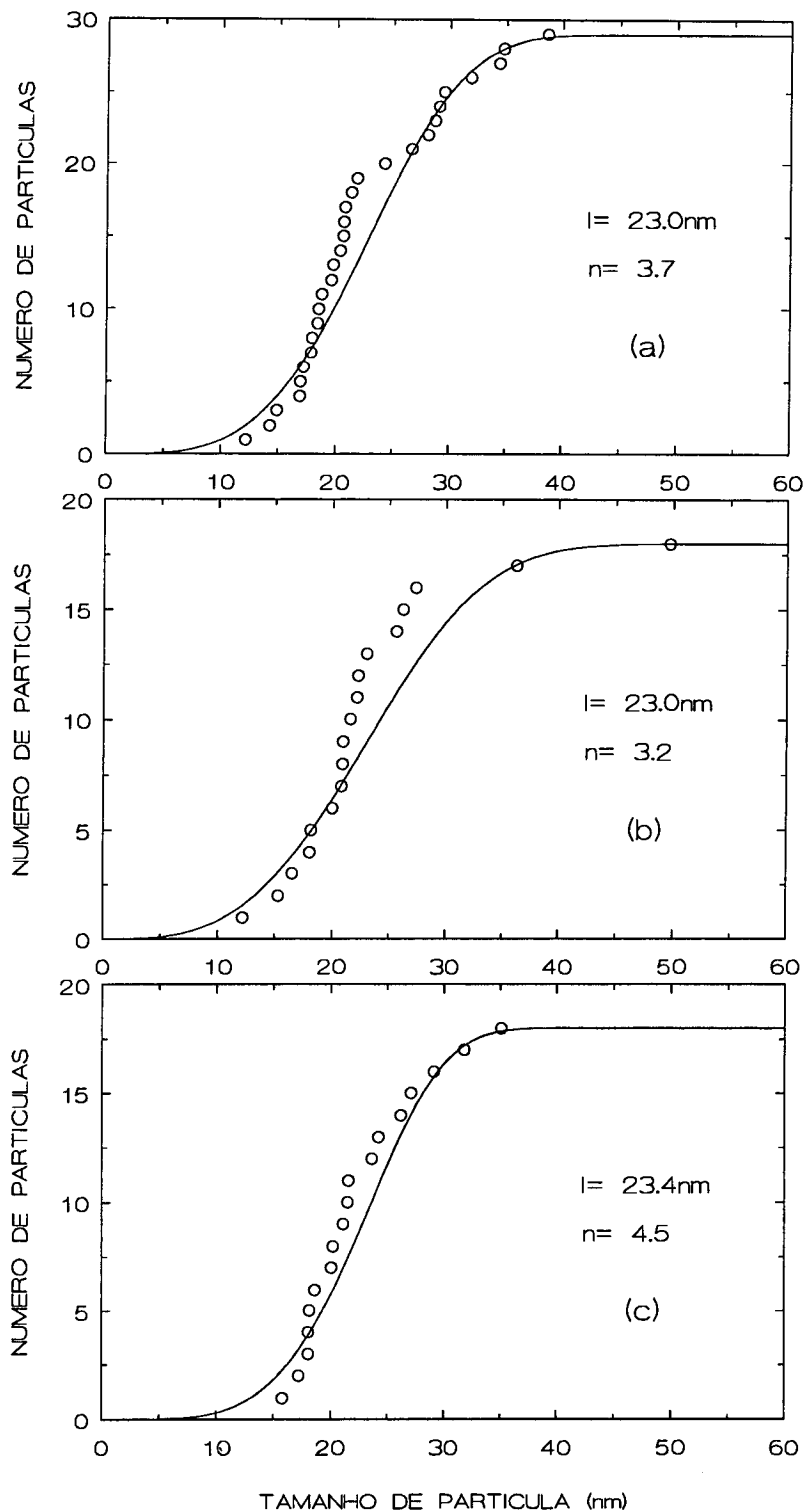 30
20
10
0
NUMERO DE PARTICULAS
l= 23.0nm
n= 3.7
(a)
0 10 20 30 40 50 60
20
15
10
5
0
NUMERO DE PARTICULAS
l= 23.0nm
n= 3.2
(b)
0 10 20 30 40 50 60
20
15
10
5
0
NUMERO DE PARTICULAS
l= 23.4nm
n= 4.5
(c)
0 10 20 30 40 50 60
TAMANHO DE PARTICULA (nm)